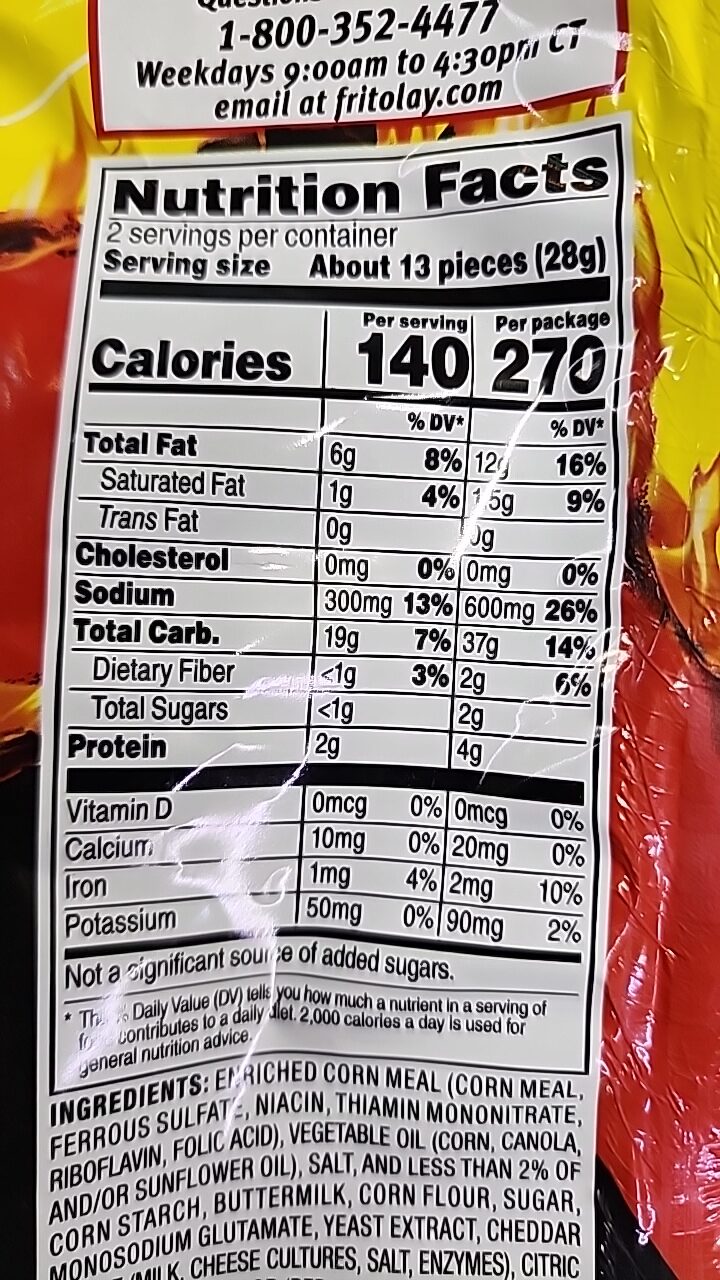 1-800-352-4477
Weekdays 9:00am to 4:30pm CT
email at fritolay.com
Nutrition Facts
2 servings per container
Serving size About 13 pieces (28g)
Per serving Per package
Calories 140 270
% DV* % DV*
Total Fat 6g 8% 12g 16%
Saturated Fat 1g 4% 1.5g 9%
Trans Fat 0g 0g
Cholesterol 0mg 0% 0mg 0%
Sodium 300mg 13% 600mg 26%
Total Carb. 19g 7% 37g 14%
Dietary Fiber <1g 3% 2g 6%
Total Sugars <1g 2g
Protein 2g 4g
Vitamin D 0mcg 0% 0mcg 0%
Calcium 10mg 0% 20mg 0%
Iron 1mg 4% 2mg 10%
Potassium 50mg 0% 90mg 2%
Not a significant source of added sugars.
* The % Daily Value (DV) tells you how much a nutrient in a serving of
contributes to a daily diet. 2,000 calories a day is used for
general nutrition advice.
INGREDIENTS: ENRICHED CORN MEAL (CORN MEAL,
FERROUS SULFATE, NIACIN, THIAMIN MONONITRATE,
RIBOFLAVIN, FOLIC ACID), VEGETABLE OIL (CORN, CANOLA,
AND/OR SUNFLOWER OIL), SALT, AND LESS THAN 2% OF
CORN STARCH, BUTTERMILK, CORN FLOUR, SUGAR,
MONOSODIUM GLUTAMATE, YEAST EXTRACT, CHEDDAR
(MILK, CHEESE CULTURES, SALT, ENZYMES), CITRIC